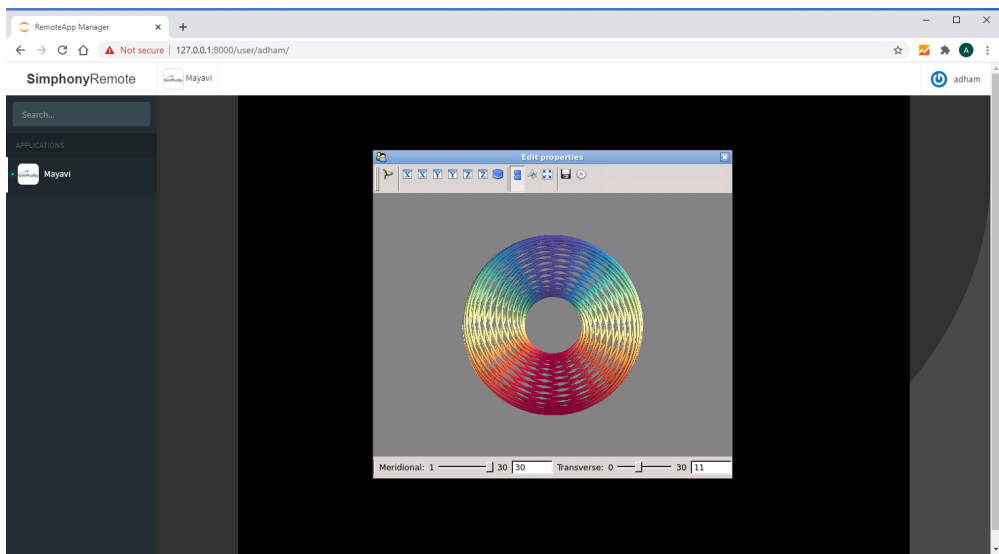 RemoteApp Manager
Not secure | 127.0.0.1:8000/user/adham/
A
SimphonyRemote
Mayavi
adham
Search...
APPLICATIONS
Mayavi
Edit properties
X X Y Y Z Z
Meridional: 1 30 30 Transverse: 0 30 11